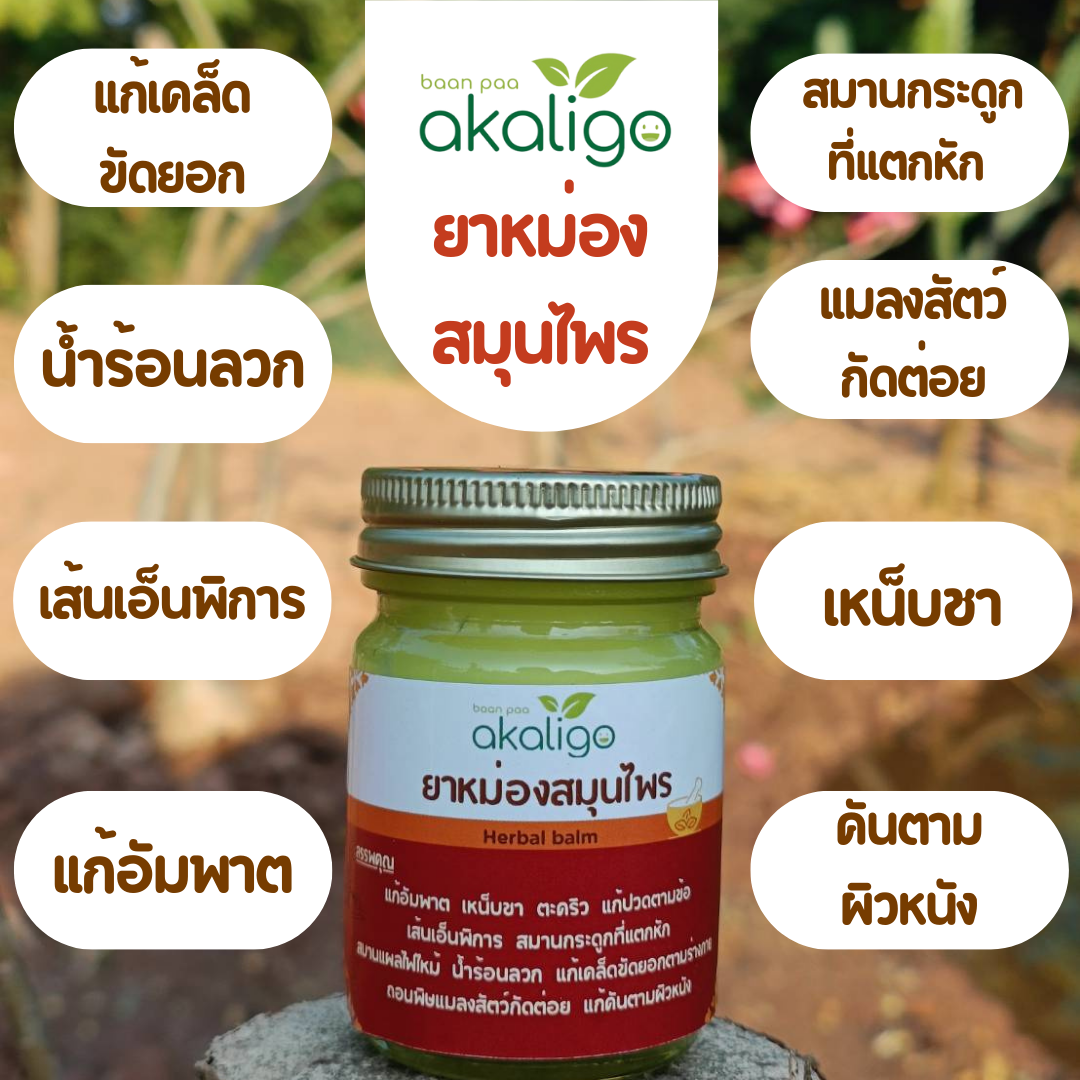 แก้เคล็ด
ขัดยอก
น้ำร้อนลวก
เส้นเอ็นพิการ
แก้อัมพาต
baan paa
akaligo
ยาหม่อง
สมุนไพร
สมานกระดูก
ที่แตกหัก
แมลงสัตว์
กัดต่อย
เหน็บชา
คันตาม
ผิวหนัง
baan paa
akaligo
ยาหม่องสมุนไพร
Herbal balm
สรรพคุณ
แก้อัมพาต เหน็บชา ตะคริว แก้ปวดตามข้อ
เส้นเอ็นพิการ สมานกระดูกที่แตกหัก
สมานแผลไฟไหม้ น้ำร้อนลวก แก้เคล็ดขัดยอกตามร่างกาย
ถอนพิษแมลงสัตว์กัดต่อย แก้คันตามผิวหนัง